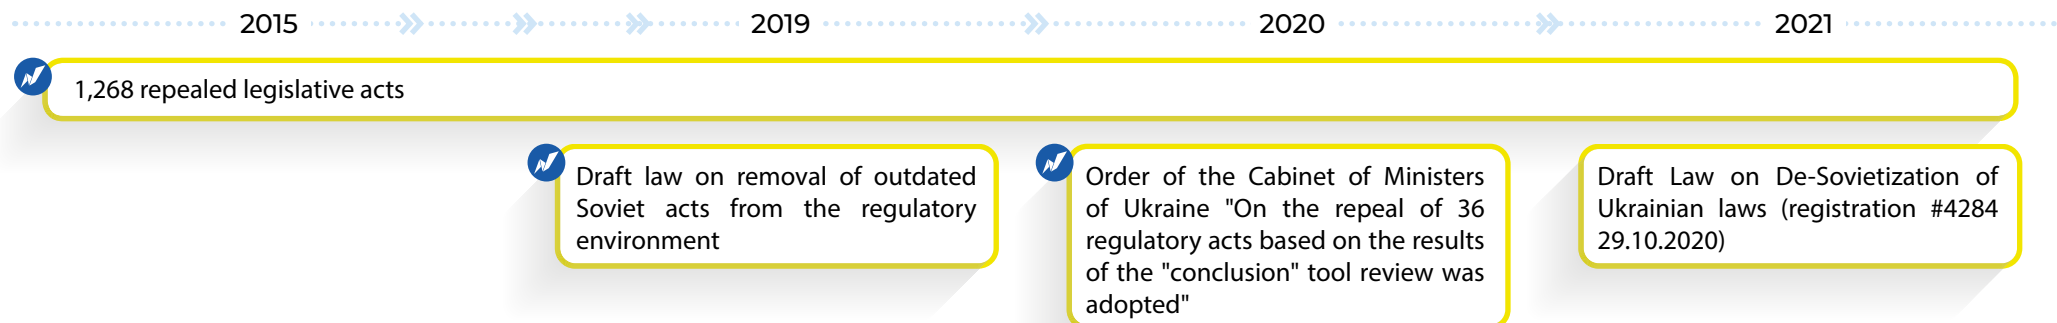 2015
2019
2020
2021
1,268 repealed legislative acts
Draft law on removal of outdated
Soviet acts from the regulatory
environment
Order of the Cabinet of Ministers
of Ukraine "On the repeal of 36
regulatory acts based on the results
of the "conclusion" tool review was
adopted"
Draft Law on De-Sovietization of
Ukrainian laws (registration #4284
29.10.2020)